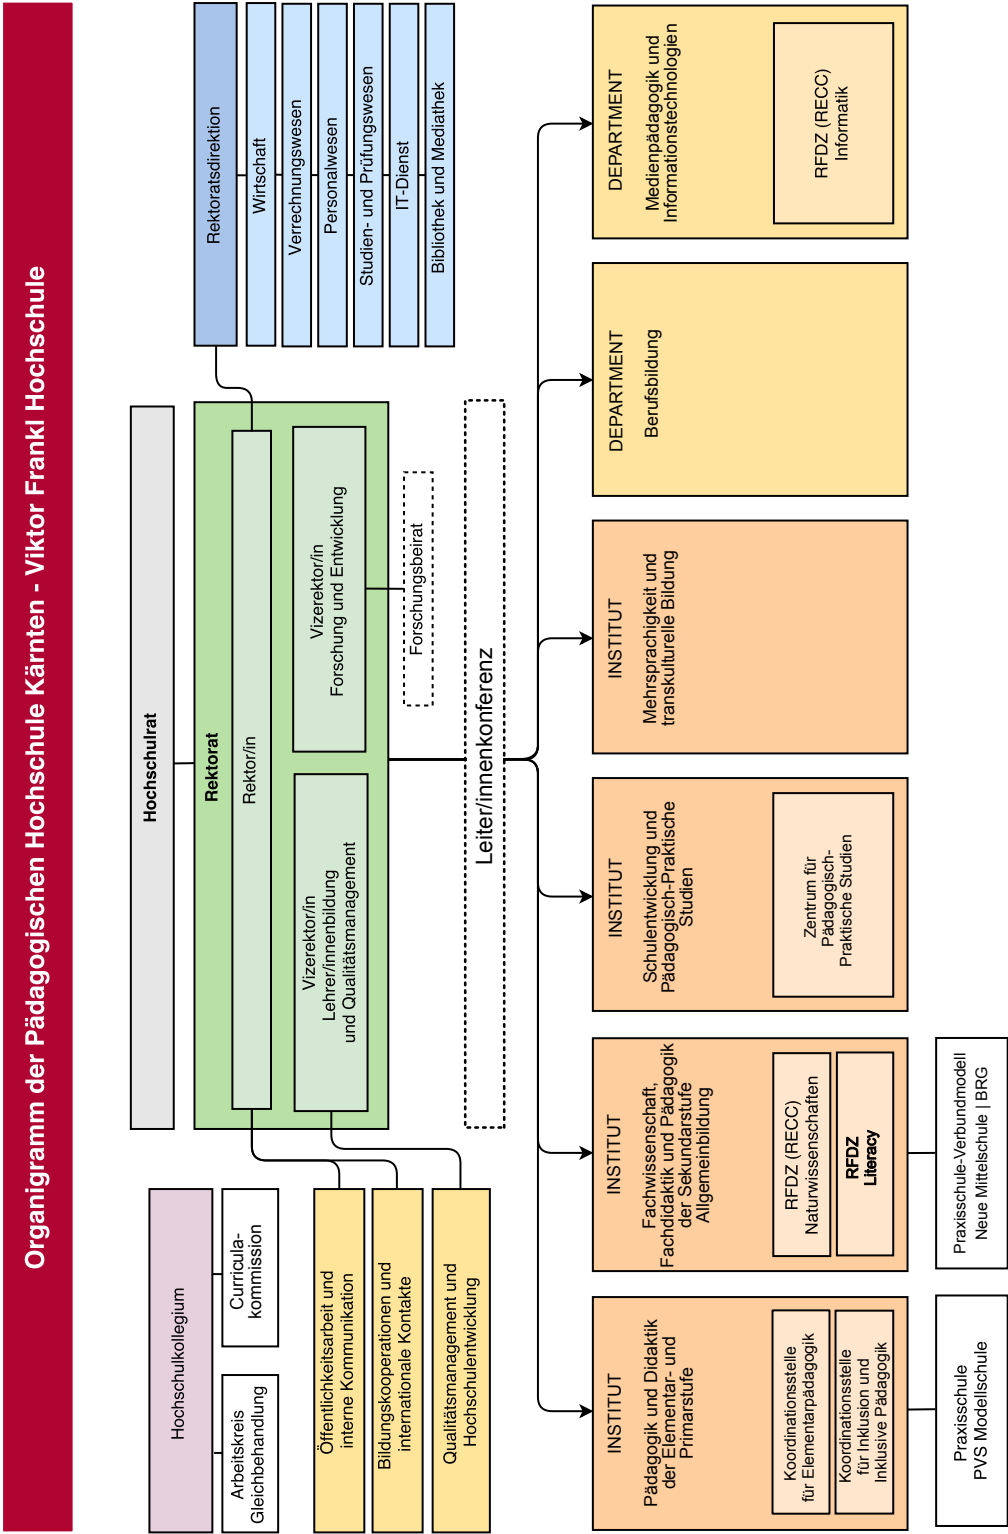 Organigramm der Pädagogischen Hochschule Kärnten - Viktor Frankl Hochschule
Hochschulrat
Hochschulkollegium
Arbeitskreis
Gleichbehandlung
Curricula-
kommission
Rektorat
Rektor/in
Vizerektor/in
Lehrer/innenbildung
und Qualitätsmanagement
Vizerektor/in
Forschung und Entwicklung
Forschungsbeirat
Rektoratsdirektion
Wirtschaft
Verrechnungswesen
Personalwesen
Studien- und Prüfungswesen
IT-Dienst
Bibliothek und Mediathek
Öffentlichkeitsarbeit und
interne Kommunikation
Bildungskooperationen und
internationale Kontakte
Qualitätsmanagement und
Hochschulentwicklung
Leiter/innenkonferenz
INSTITUT
Pädagogik und Didaktik
der Elementar- und
Primarstufe
Koordinationsstelle
für Elementarpädagogik
Koordinationsstelle
für Inklusion und
Inklusive Pädagogik
Praxisschule
PVS Modellschule
INSTITUT
Fachwissenschaft,
Fachdidaktik und Pädagogik
der Sekundarstufe
Allgemeinbildung
RFDZ (RECC)
Naturwissenschaften
RFDZ
Literacy
Praxisschule-Verbundmodell
Neue Mittelschule | BRG
INSTITUT
Schulentwicklung und
Pädagogisch-Praktische
Studien
Zentrum für
Pädagogisch-
Praktische Studien
INSTITUT
Mehrsprachigkeit und
transkulturelle Bildung
DEPARTMENT
Berufsbildung
DEPARTMENT
Medienpädagogik und
Informationstechnologien
RFDZ (RECC)
Informatik